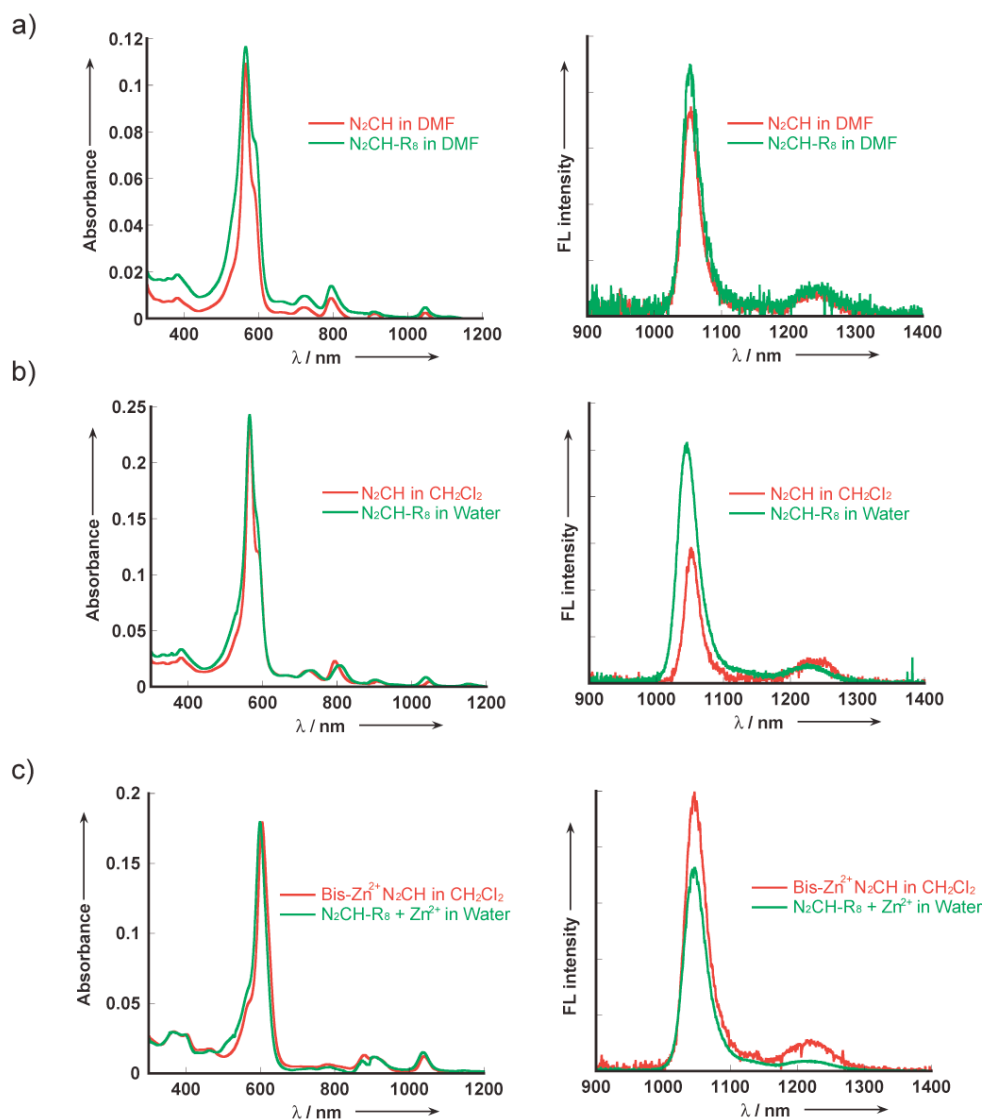 a)
0.12
0.1
0.08
0.06
0.04
0.02
0
400 600 800 1000 1200
Absorbance
λ / nm
N₂CH in DMF
N₂CH-R₈ in DMF
900 1000 1100 1200 1300 1400
FL intensity
λ / nm
N₂CH in DMF
N₂CH-R₈ in DMF
b)
0.25
0.2
0.15
0.1
0.05
0
400 600 800 1000 1200
Absorbance
λ / nm
N₂CH in CH₂Cl₂
N₂CH-R₈ in Water
900 1000 1100 1200 1300 1400
FL intensity
λ / nm
N₂CH in CH₂Cl₂
N₂CH-R₈ in Water
c)
0.2
0.15
0.1
0.05
0
400 600 800 1000 1200
Absorbance
λ / nm
Bis-Zn²⁺ N₂CH in CH₂Cl₂
N₂CH-R₈ + Zn²⁺ in Water
900 1000 1100 1200 1300 1400
FL intensity
λ / nm
Bis-Zn²⁺ N₂CH in CH₂Cl₂
N₂CH-R₈ + Zn²⁺ in Water